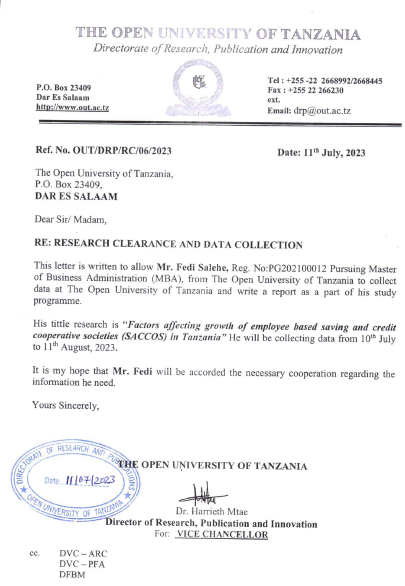 THE OPEN UNIVERSITY OF TANZANIA
Directorate of Research, Publication and Innovation
P.O. Box 23409
Dar Es Salaam
http://www.out.ac.tz
Tel : +255 -22 2668992/2668445
Fax : +255 22 266230
ext.
Email: drp@out.ac.tz
Ref. No. OUT/DRP/RC/06/2023
Date: 11th July, 2023
The Open University of Tanzania,
P.O. Box 23409,
DAR ES SALAAM
Dear Sir/ Madam,
RE: RESEARCH CLEARANCE AND DATA COLLECTION
This letter is written to allow Mr. Fedi Salehe, Reg. No:PG202100012 Pursuing Master
of Business Administration (MBA), from The Open University of Tanzania to collect
data at The Open University of Tanzania and write a report as a part of his study
programme.
His tittle research is "Factors affecting growth of employee based saving and credit
cooperative societies (SACCOS) in Tanzania" He will be collecting data from 10th July
to 11th August, 2023.
It is my hope that Mr. Fedi will be accorded the necessary cooperation regarding the
information he need.
Yours Sincerely,
DIRECTORATE OF RESEARCH AND PUBLICATIONS
Date 11/07/2023
OPEN UNIVERSITY OF TANZANIA
THE OPEN UNIVERSITY OF TANZANIA
Dr. Harrieth Mtae
Director of Research, Publication and Innovation
For: VICE CHANCELLOR
cc. DVC – ARC
DVC – PFA
DFBM